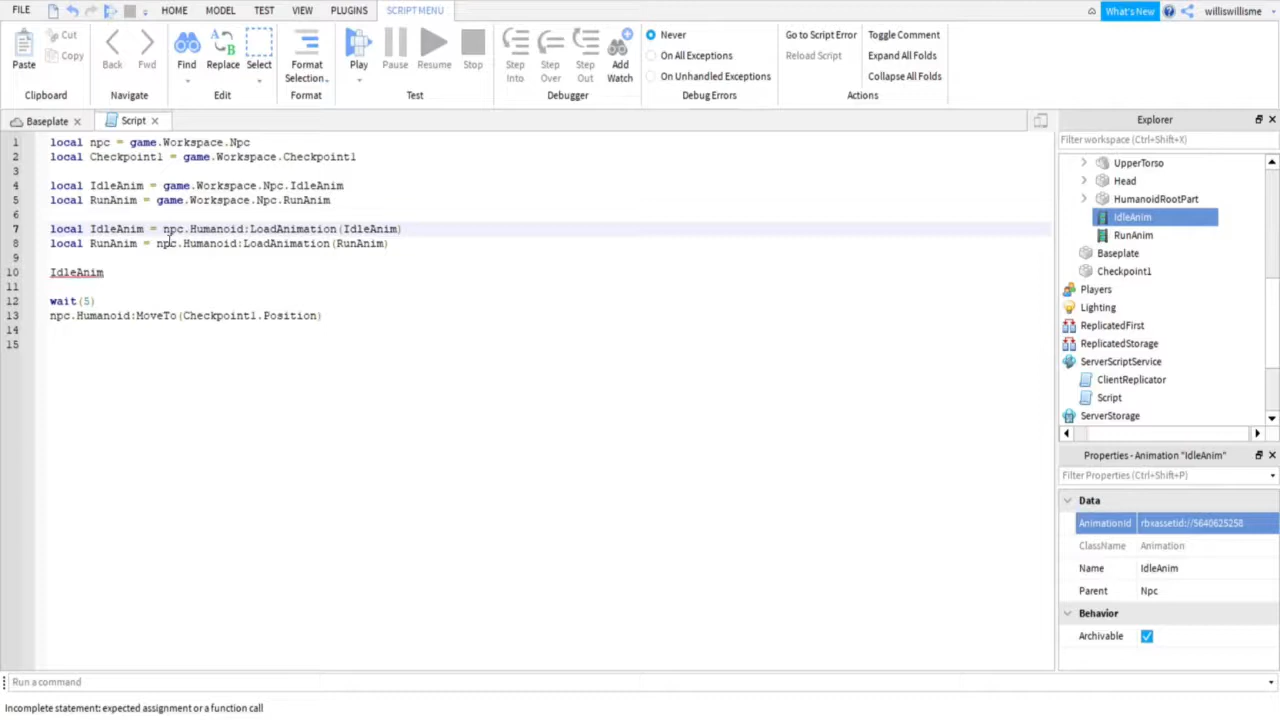 FILE HOME MODEL TEST VIEW PLUGINS SCRIPT MENU What's New williswillisme
Paste Cut Copy Back Fwd Find Replace Select Format Selection Play Pause Resume Stop Step Into Step Over Step Out Add Watch
Never
On All Exceptions
On Unhandled Exceptions
Go to Script Error
Reload Script
Toggle Comment
Expand All Folds
Collapse All Folds
Clipboard Navigate Edit Format Test Debugger Debug Errors Actions
Baseplate Script
1 local npc = game.Workspace.Npc
2 local Checkpoint1 = game.Workspace.Checkpoint1
3
4 local IdleAnim = game.Workspace.Npc.IdleAnim
5 local RunAnim = game.Workspace.Npc.RunAnim
6
7 local IdleAnim = npc.Humanoid:LoadAnimation(IdleAnim)
8 local RunAnim = npc.Humanoid:LoadAnimation(RunAnim)
9
10 IdleAnim
11
12 wait(5)
13 npc.Humanoid:MoveTo(Checkpoint1.Position)
14
15
Explorer
Filter workspace (Ctrl+Shift+X)
UpperTorso
Head
HumanoidRootPart
IdleAnim
RunAnim
Baseplate
Checkpoint1
Players
Lighting
ReplicatedFirst
ReplicatedStorage
ServerScriptService
ClientReplicator
Script
ServerStorage
Properties - Animation "IdleAnim"
Filter Properties (Ctrl+Shift+P)
Data
AnimationId rbxassetid://5640625258
ClassName Animation
Name IdleAnim
Parent Npc
Behavior
Archivable
Run a command
Incomplete statement: expected assignment or a function call